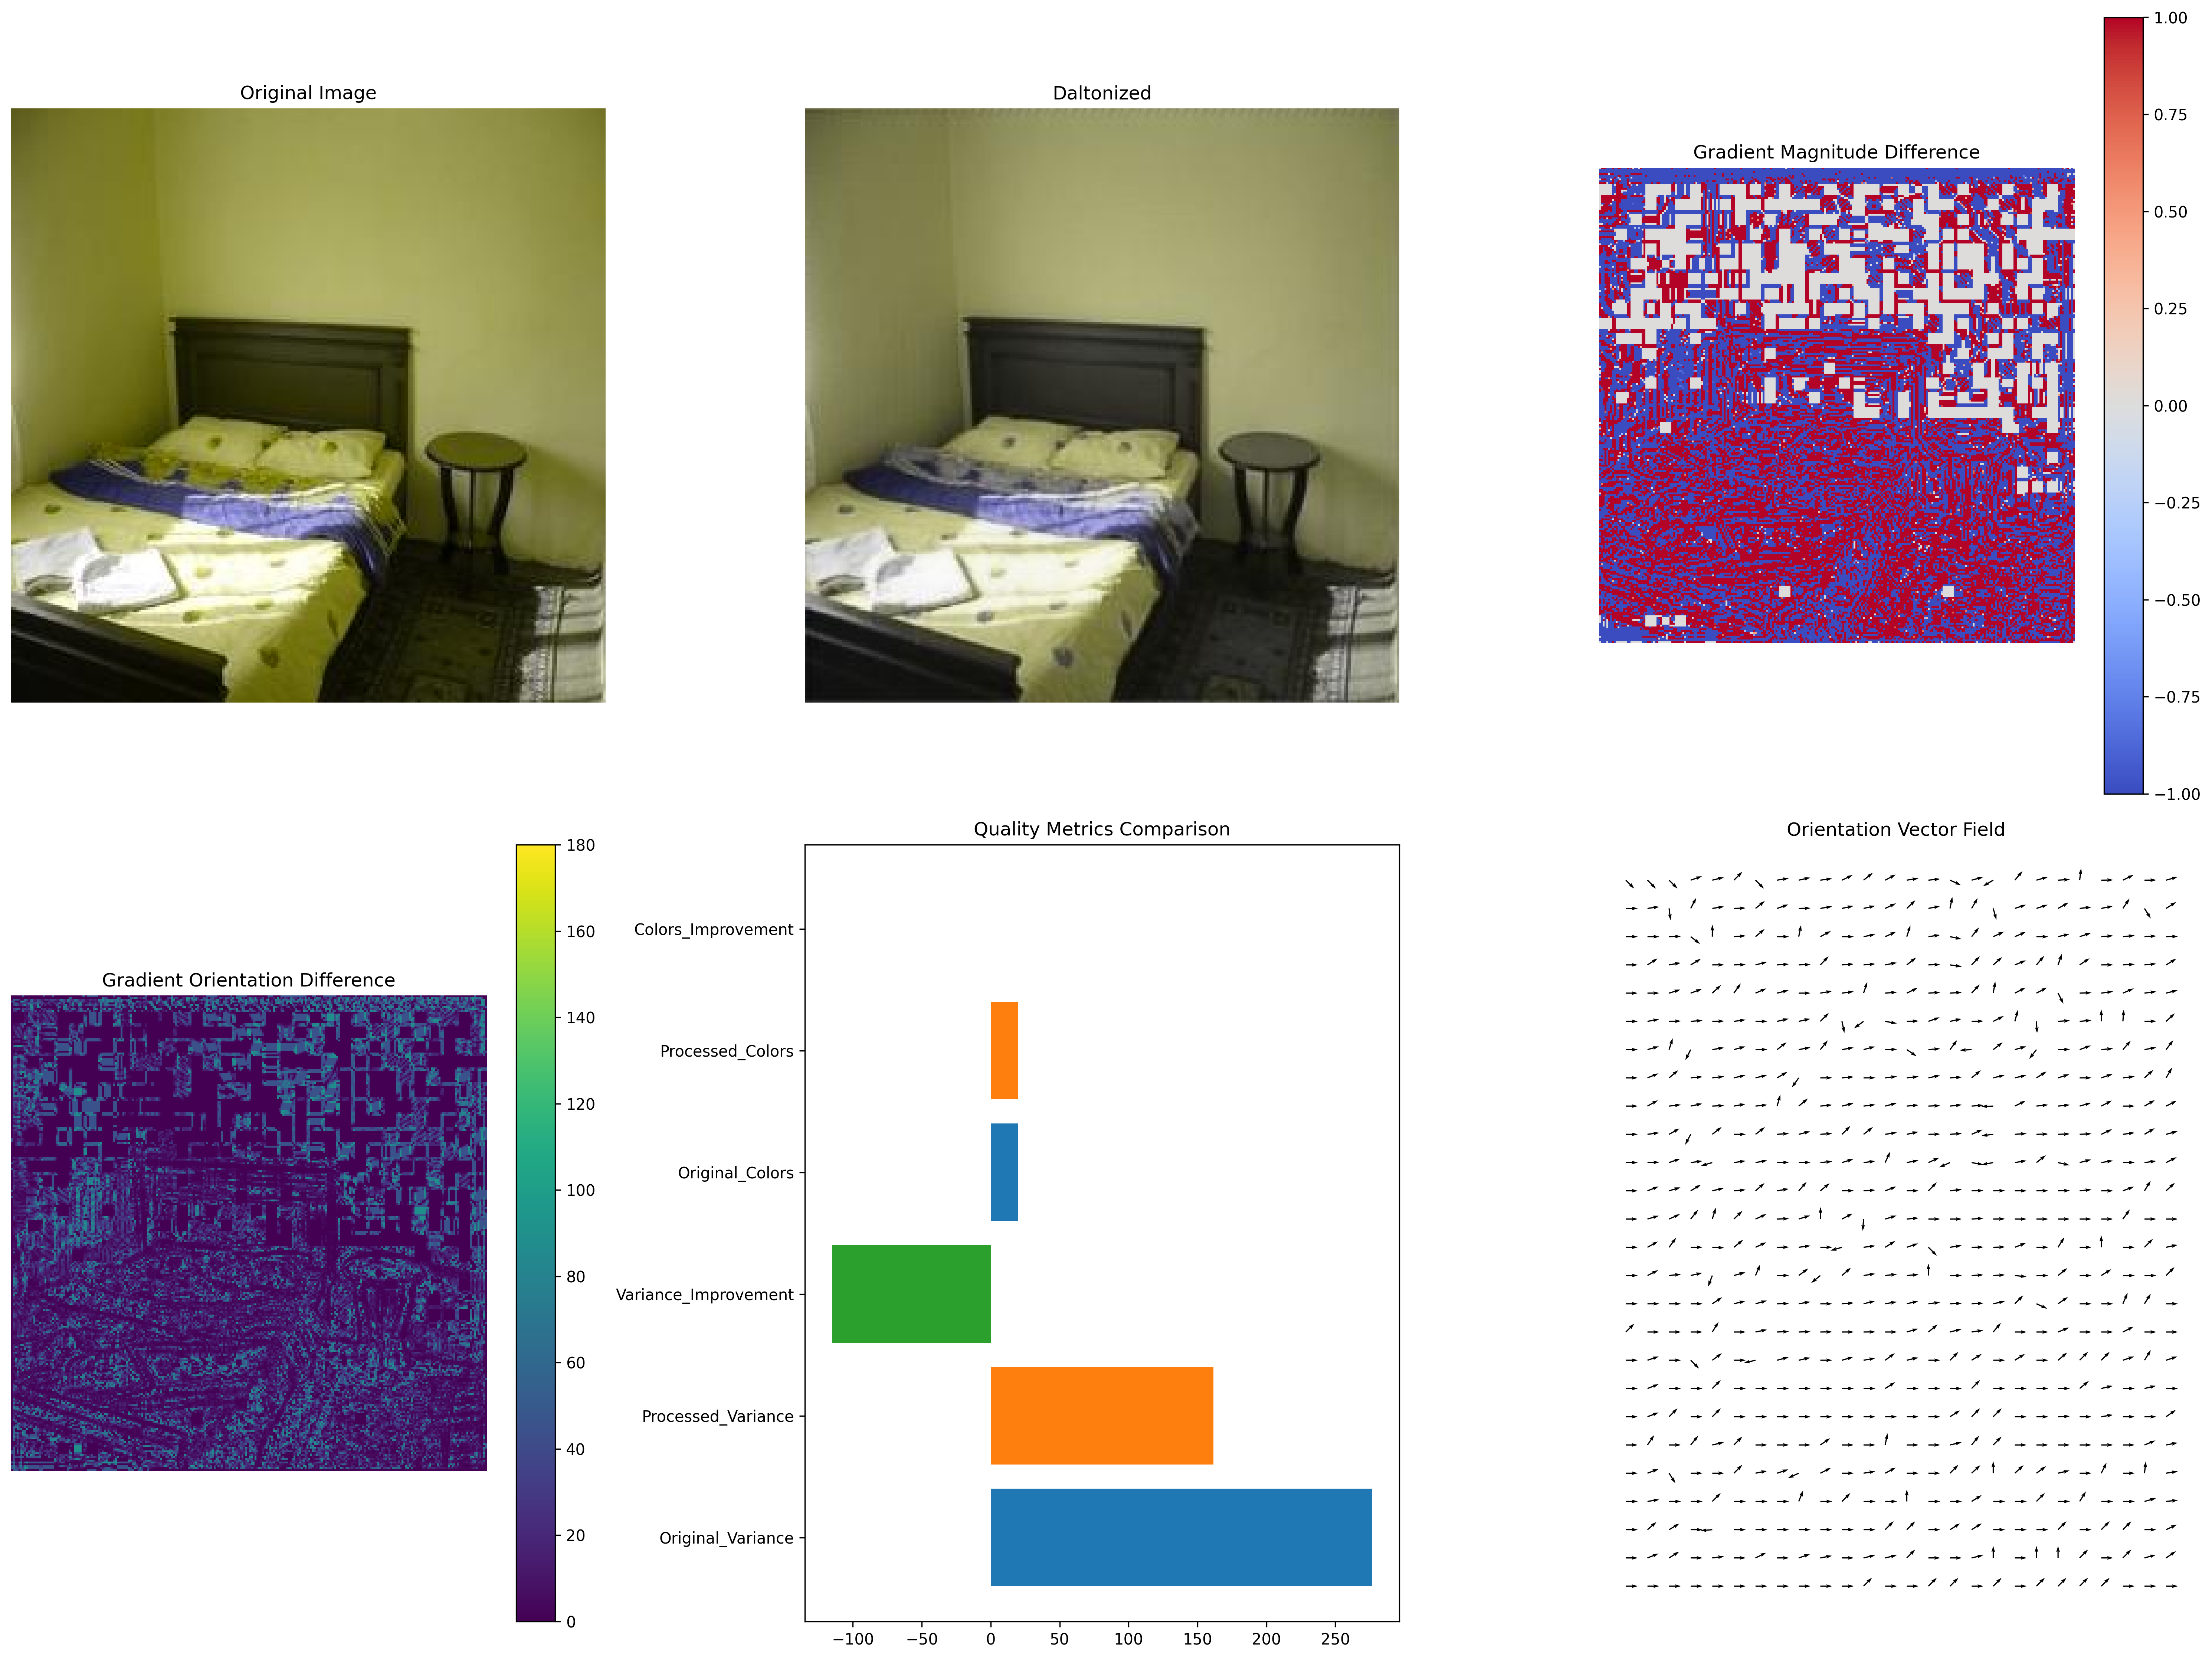 Original Image
Daltonized
Gradient Magnitude Difference
1.00
0.75
0.50
0.25
0.00
−0.25
−0.50
−0.75
−1.00
Gradient Orientation Difference
180
160
140
120
100
80
60
40
20
0
Quality Metrics Comparison
Colors_Improvement
Processed_Colors
Original_Colors
Variance_Improvement
Processed_Variance
Original_Variance
−100 −50 0 50 100 150 200 250
Orientation Vector Field